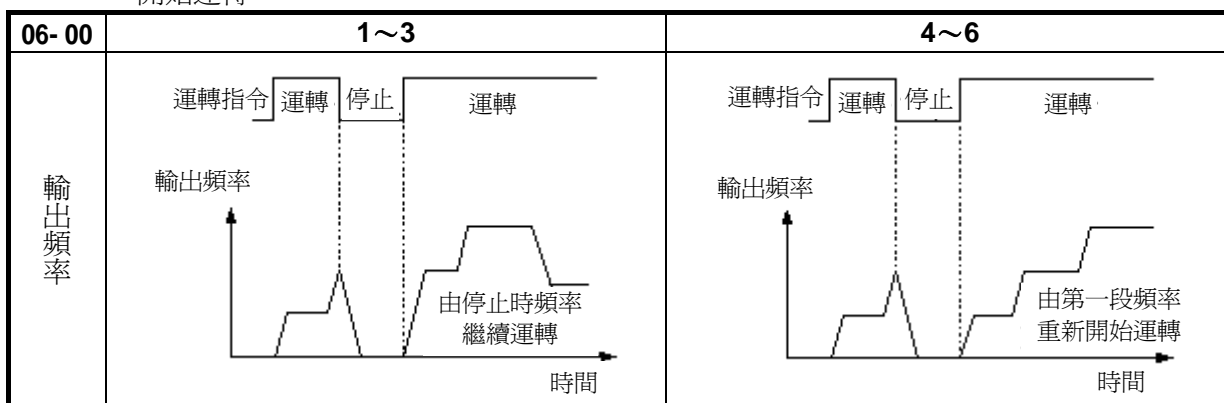 開始運轉
06- 00
1～3
4～6
輸出頻率
運轉指令
運轉
停止
運轉
輸出頻率
由停止時頻率
繼續運轉
時間
運轉指令
運轉
停止
運轉
輸出頻率
由第一段頻率
重新開始運轉
時間